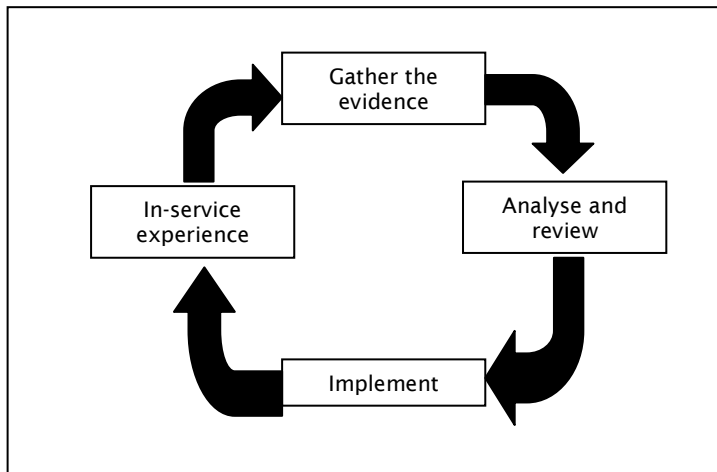 Gather the
evidence
In-service
experience
Analyse and
review
Implement